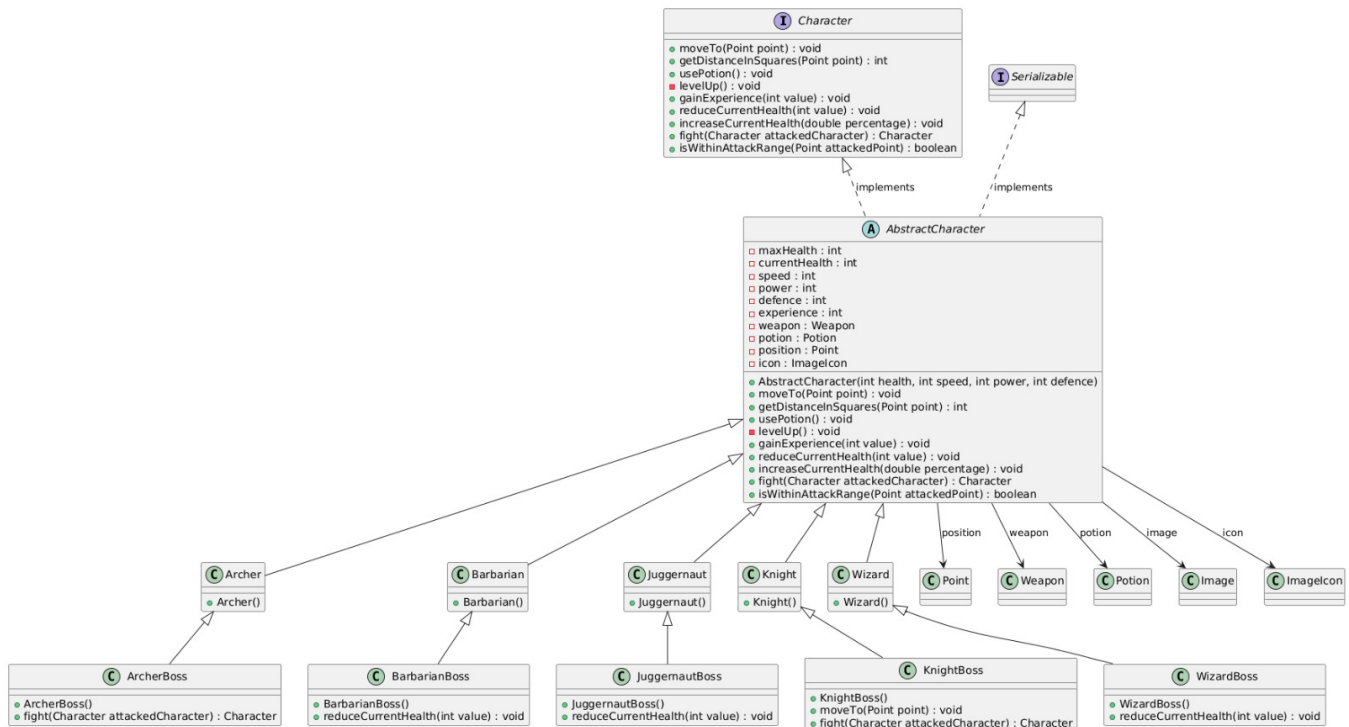 I Character
moveTo(Point point) : void
getDistanceInSquares(Point point) : int
usePotion() : void
levelUp() : void
gainExperience(int value) : void
reduceCurrentHealth(int value) : void
increaseCurrentHealth(double percentage) : void
fight(Character attackedCharacter) : Character
isWithinAttackRange(Point attackedPoint) : boolean
I Serializable
implements
implements
A AbstractCharacter
maxHealth : int
currentHealth : int
speed : int
power : int
defence : int
experience : int
weapon : Weapon
potion : Potion
position : Point
icon : ImageIcon
AbstractCharacter(int health, int speed, int power, int defence)
moveTo(Point point) : void
getDistanceInSquares(Point point) : int
usePotion() : void
levelUp() : void
gainExperience(int value) : void
reduceCurrentHealth(int value) : void
increaseCurrentHealth(double percentage) : void
fight(Character attackedCharacter) : Character
isWithinAttackRange(Point attackedPoint) : boolean
position
weapon
potion
image
icon
C Archer
Archer()
C Barbarian
Barbarian()
C Juggernaut
Juggernaut()
C Knight
Knight()
C Wizard
Wizard()
C Point
C Weapon
C Potion
C Image
C ImageIcon
C ArcherBoss
ArcherBoss()
fight(Character attackedCharacter) : Character
C BarbarianBoss
BarbarianBoss()
reduceCurrentHealth(int value) : void
C JuggernautBoss
JuggernautBoss()
reduceCurrentHealth(int value) : void
C KnightBoss
KnightBoss()
moveTo(Point point) : void
fight(Character attackedCharacter) : Character
C WizardBoss
WizardBoss()
reduceCurrentHealth(int value) : void